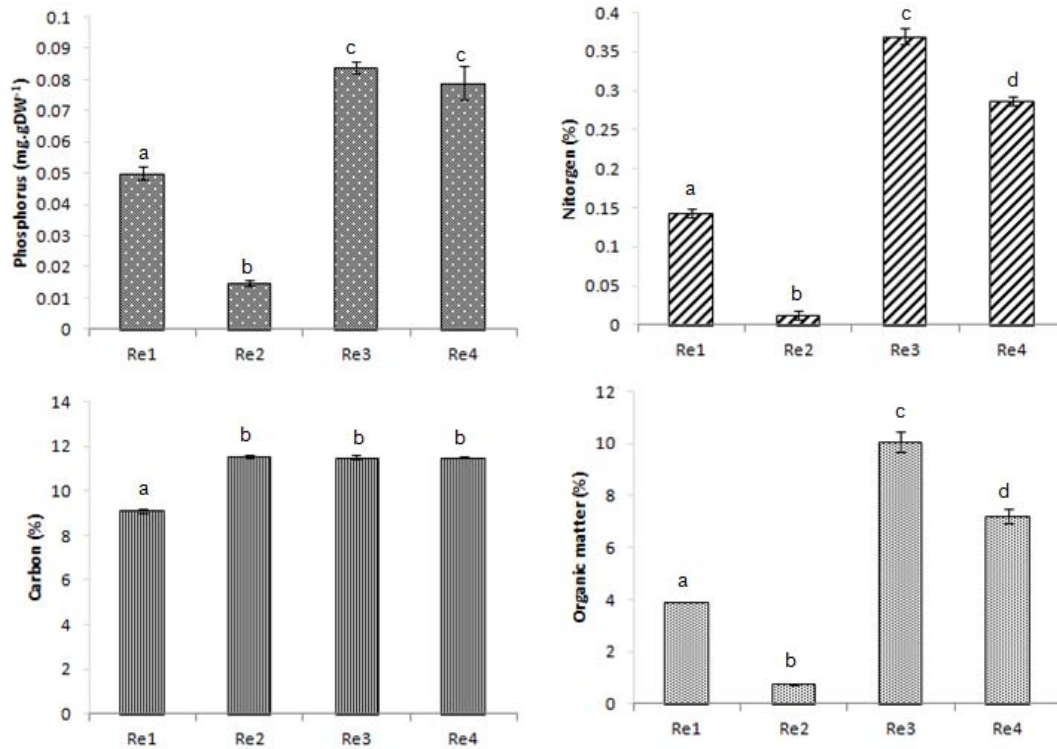 Phosphorus (mg.gDW⁻¹)
0.1
0.09
0.08
0.07
0.06
0.05
0.04
0.03
0.02
0.01
0
a
b
c
c
Re1 Re2 Re3 Re4
Nitorgen (%)
0.4
0.35
0.3
0.25
0.2
0.15
0.1
0.05
0
a
b
c
d
Re1 Re2 Re3 Re4
Carbon (%)
14
12
10
8
6
4
2
0
a
b
b
b
Re1 Re2 Re3 Re4
Organic matter (%)
12
10
8
6
4
2
0
a
b
c
d
Re1 Re2 Re3 Re4